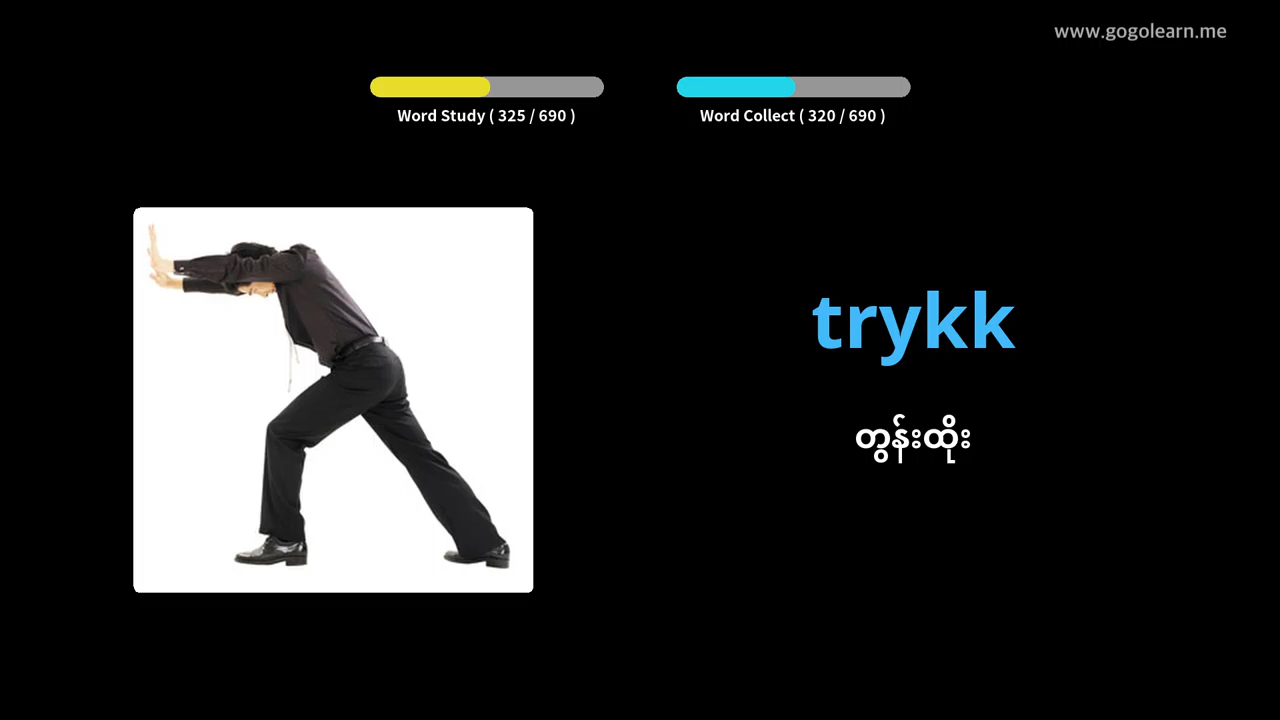 www.gogolearn.me
Word Study ( 325 / 690 )
Word Collect ( 320 / 690 )
trykk
တွန်းထိုး